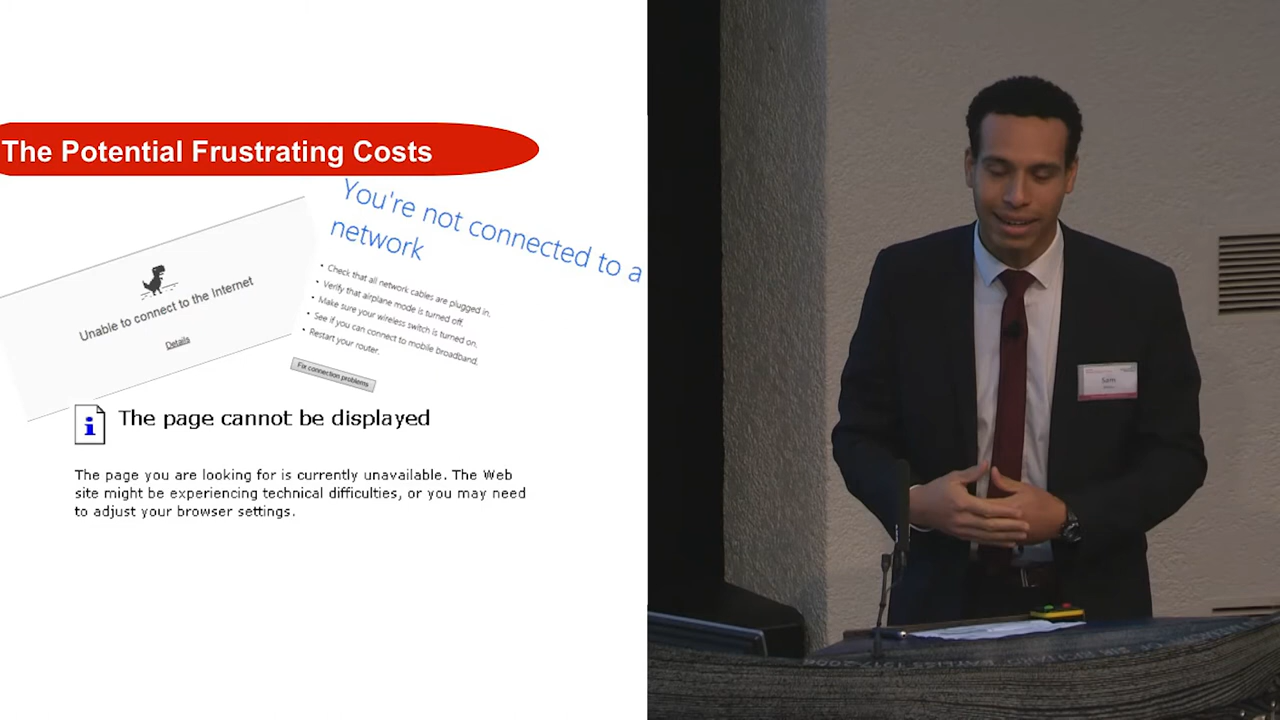 The Potential Frustrating Costs
You're not connected to a
network
Check that all network cables are plugged in.
Verify that airplane mode is turned off.
Make sure your wireless switch is turned on.
See if you can connect to mobile broadband.
Restart your router.
Fix connection problems
Unable to connect to the Internet
Details
The page cannot be displayed
The page you are looking for is currently unavailable. The Web
site might be experiencing technical difficulties, or you may need
to adjust your browser settings.
Sam